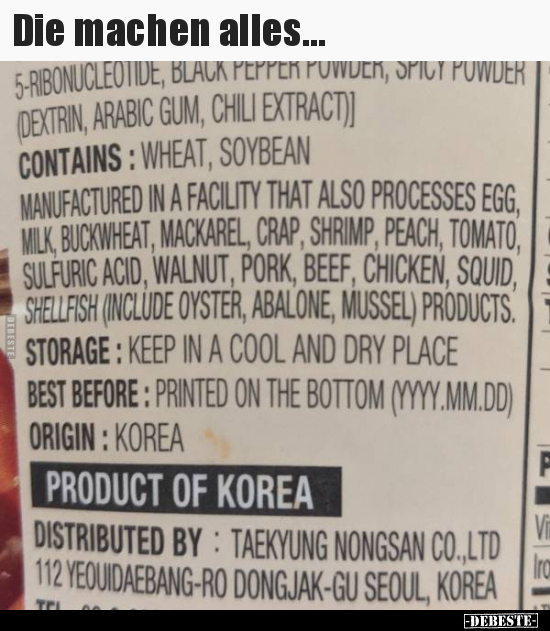 Die machen alles...
5-RIBONUCLEOTIDE, BLACK PEPPER POWDER, SPICY POWDER
(DEXTRIN, ARABIC GUM, CHILI EXTRACT)]
CONTAINS : WHEAT, SOYBEAN
MANUFACTURED IN A FACILITY THAT ALSO PROCESSES EGG,
MILK, BUCKWHEAT, MACKAREL, CRAP, SHRIMP, PEACH, TOMATO,
SULFURIC ACID, WALNUT, PORK, BEEF, CHICKEN, SQUID,
SHELLFISH (INCLUDE OYSTER, ABALONE, MUSSEL) PRODUCTS.
STORAGE : KEEP IN A COOL AND DRY PLACE
BEST BEFORE : PRINTED ON THE BOTTOM (YYYY.MM.DD)
ORIGIN : KOREA
PRODUCT OF KOREA
DISTRIBUTED BY : TAEKYUNG NONGSAN CO.,LTD
112 YEOUIDAEBANG-RO DONGJAK-GU SEOUL, KOREA
DEBESTE
-DEBESTE-